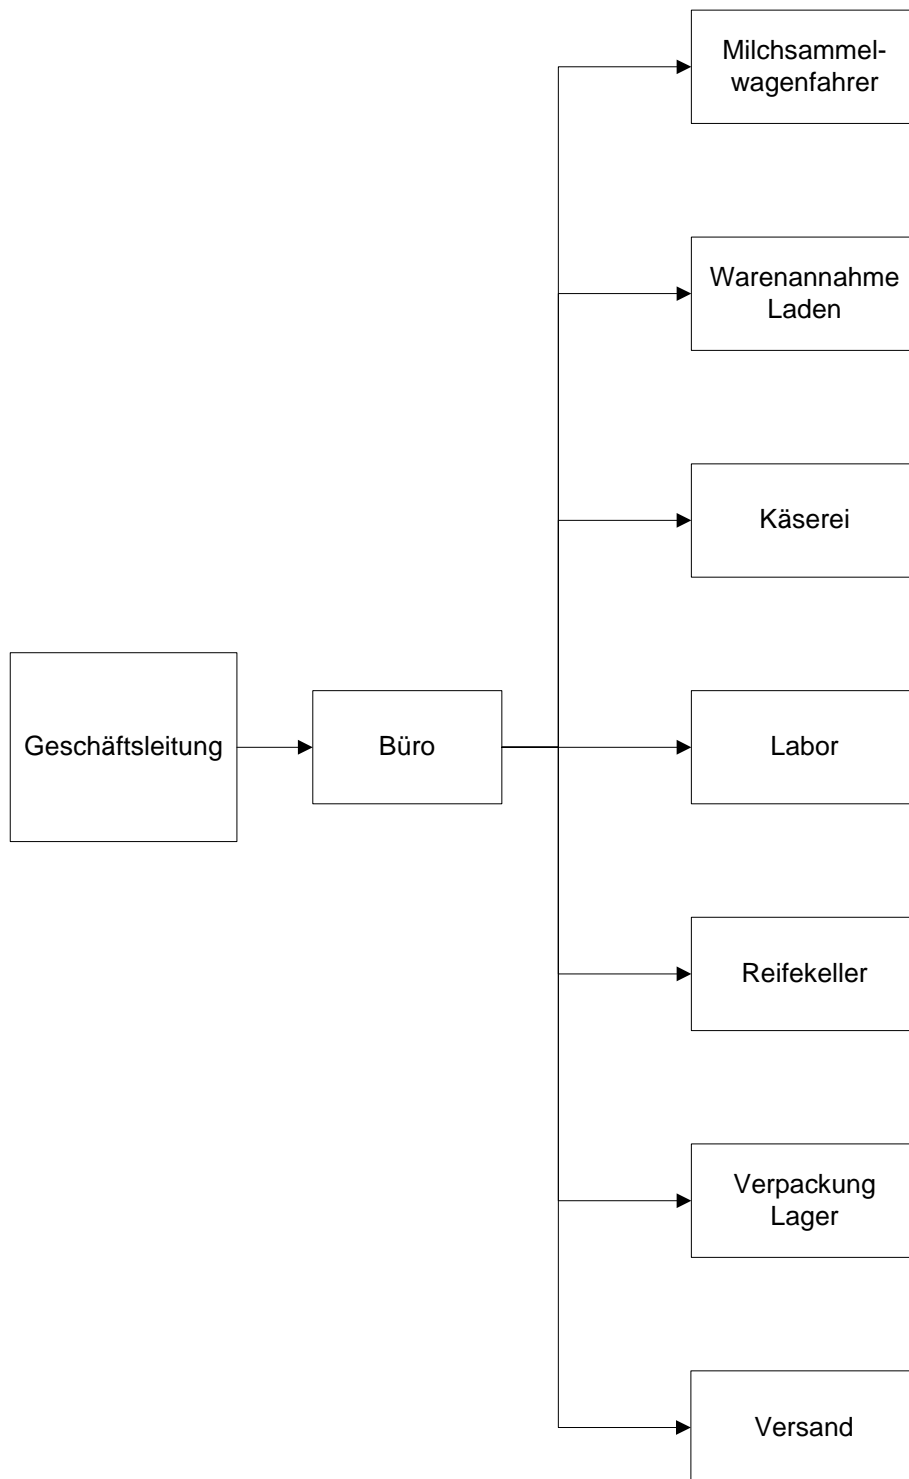 Milchsammel-
wagenfahrer
Warenannahme
Laden
Käserei
Geschäftsleitung
Büro
Labor
Reifekeller
Verpackung
Lager
Versand